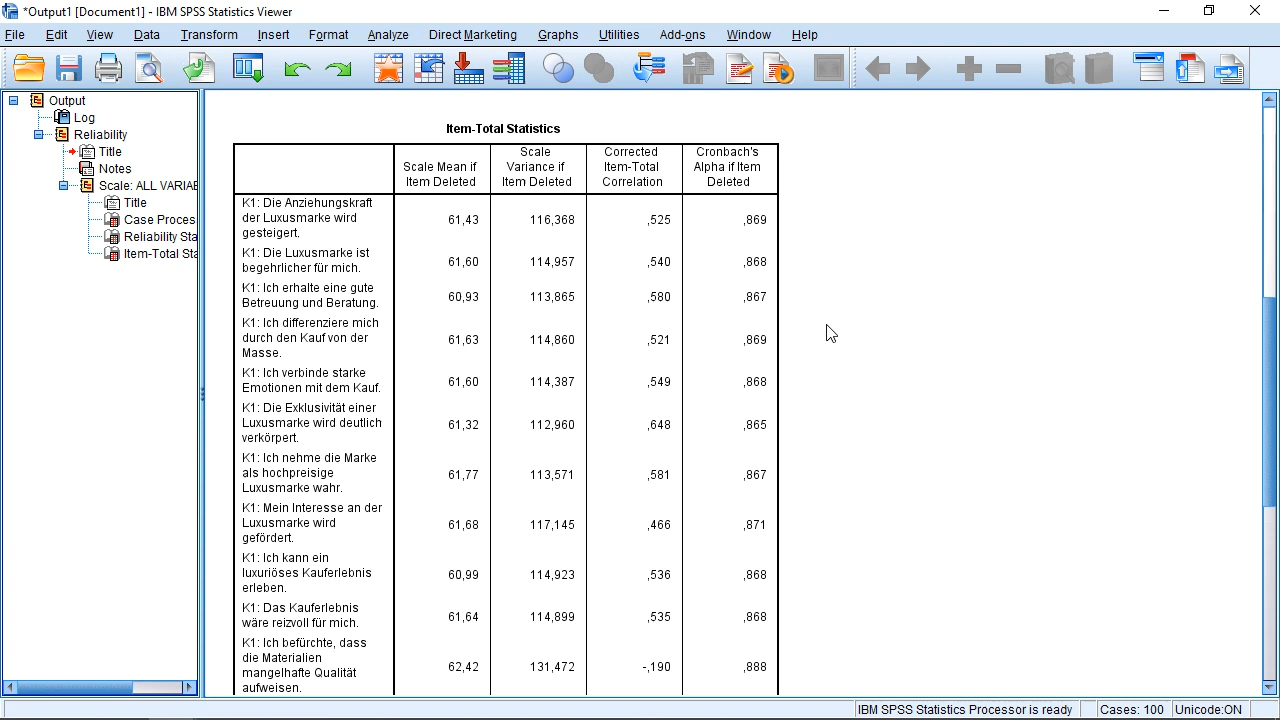 *Output1 [Document1] - IBM SPSS Statistics Viewer
File Edit View Data Transform Insert Format Analyze Direct Marketing Graphs Utilities Add-ons Window Help
Output
Log
Reliability
Title
Notes
Scale: ALL VARIAE
Title
Case Proces
Reliability Sta
Item-Total Sta
Item-Total Statistics
Scale Mean if
Item Deleted
Scale
Variance if
Item Deleted
Corrected
Item-Total
Correlation
Cronbach's
Alpha if Item
Deleted
K1: Die Anziehungskraft
der Luxusmarke wird
gesteigert.
61,43 116,368 ,525 ,869
K1: Die Luxusmarke ist
begehrlicher für mich.
61,60 114,957 ,540 ,868
K1: Ich erhalte eine gute
Betreuung und Beratung.
60,93 113,865 ,580 ,867
K1: Ich differenziere mich
durch den Kauf von der
Masse.
61,63 114,860 ,521 ,869
K1: Ich verbinde starke
Emotionen mit dem Kauf.
61,60 114,387 ,549 ,868
K1: Die Exklusivität einer
Luxusmarke wird deutlich
verkörpert.
61,32 112,960 ,648 ,865
K1: Ich nehme die Marke
als hochpreisige
Luxusmarke wahr.
61,77 113,571 ,581 ,867
K1: Mein Interesse an der
Luxusmarke wird
gefördert.
61,68 117,145 ,466 ,871
K1: Ich kann ein
luxuriöses Kauferlebnis
erleben.
60,99 114,923 ,536 ,868
K1: Das Kauferlebnis
wäre reizvoll für mich.
61,64 114,899 ,535 ,868
K1: Ich befürchte, dass
die Materialien
mangelhafte Qualität
aufweisen.
62,42 131,472 -,190 ,888
IBM SPSS Statistics Processor is ready Cases: 100 Unicode:ON